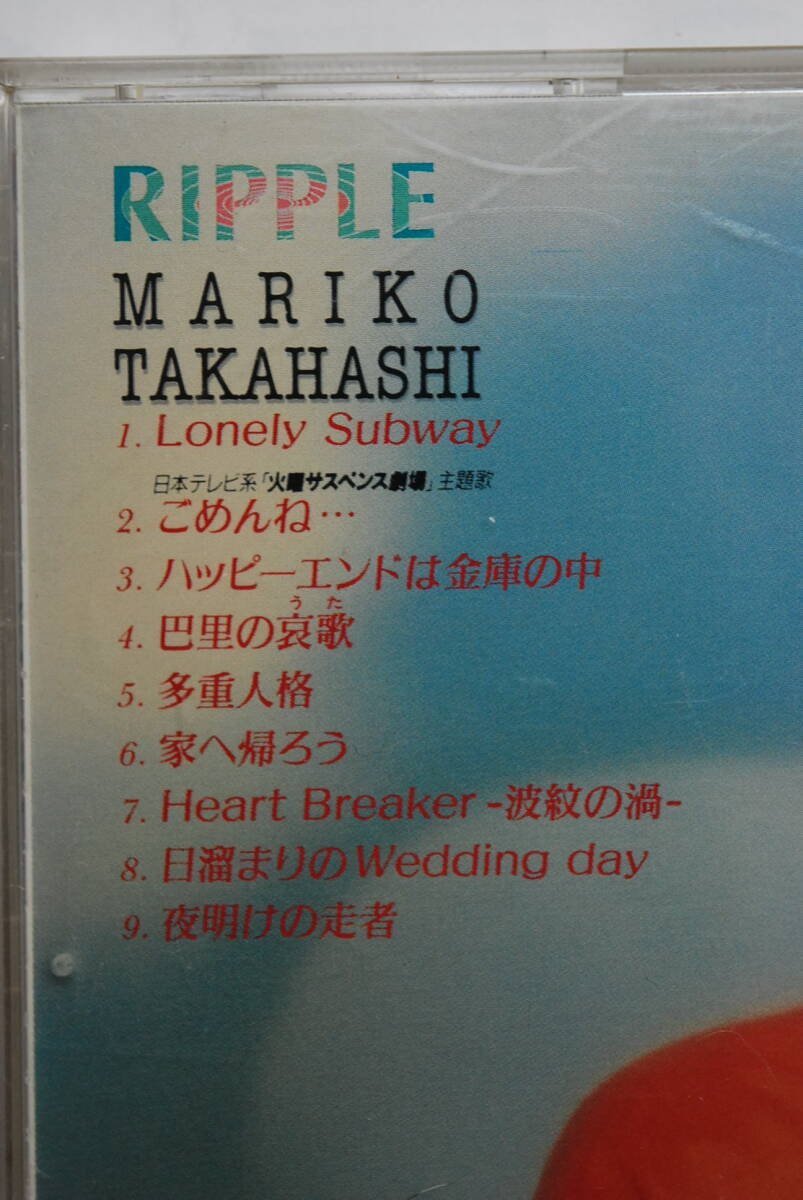 RIPPLE
MARIKO
TAKAHASHI
1. Lonely Subway
日本テレビ系「火曜サスペンス劇場」主題歌
2. ごめんね…
3. ハッピーエンドは金庫の中
うた
4. 巴里の哀歌
5. 多重人格
6. 家へ帰ろう
7. Heart Breaker -波紋の渦-
8. 日溜まりのWedding day
9. 夜明けの走者